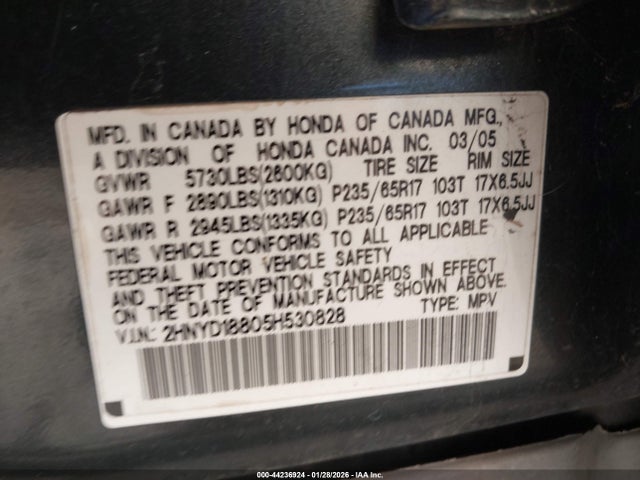 MFD. IN CANADA BY HONDA OF CANADA MFG.,
A DIVISION OF HONDA CANADA INC. 03/05
GVWR 5730LBS(2600KG) TIRE SIZE RIM SIZE
GAWR F 2890LBS(1310KG) P235/65R17 103T 17X6.5JJ
GAWR R 2945LBS(1335KG) P235/65R17 103T 17X6.5JJ
THIS VEHICLE CONFORMS TO ALL APPLICABLE
FEDERAL MOTOR VEHICLE SAFETY
AND THEFT PREVENTION STANDARDS IN EFFECT
ON THE DATE OF MANUFACTURE SHOWN ABOVE.
V.I.N.: 2HNYD18805H530828 TYPE: MPV
000-44236924 | 01/28/2026 | IAA Inc.